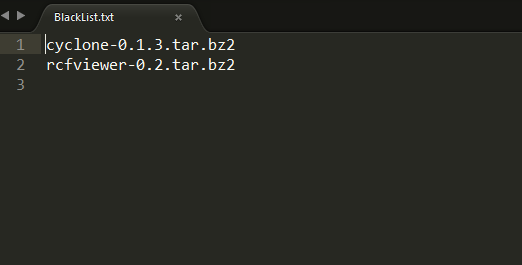 BlackList.txt ×
1 cyclone-0.1.3.tar.bz2
2 rcfviewer-0.2.tar.bz2
3